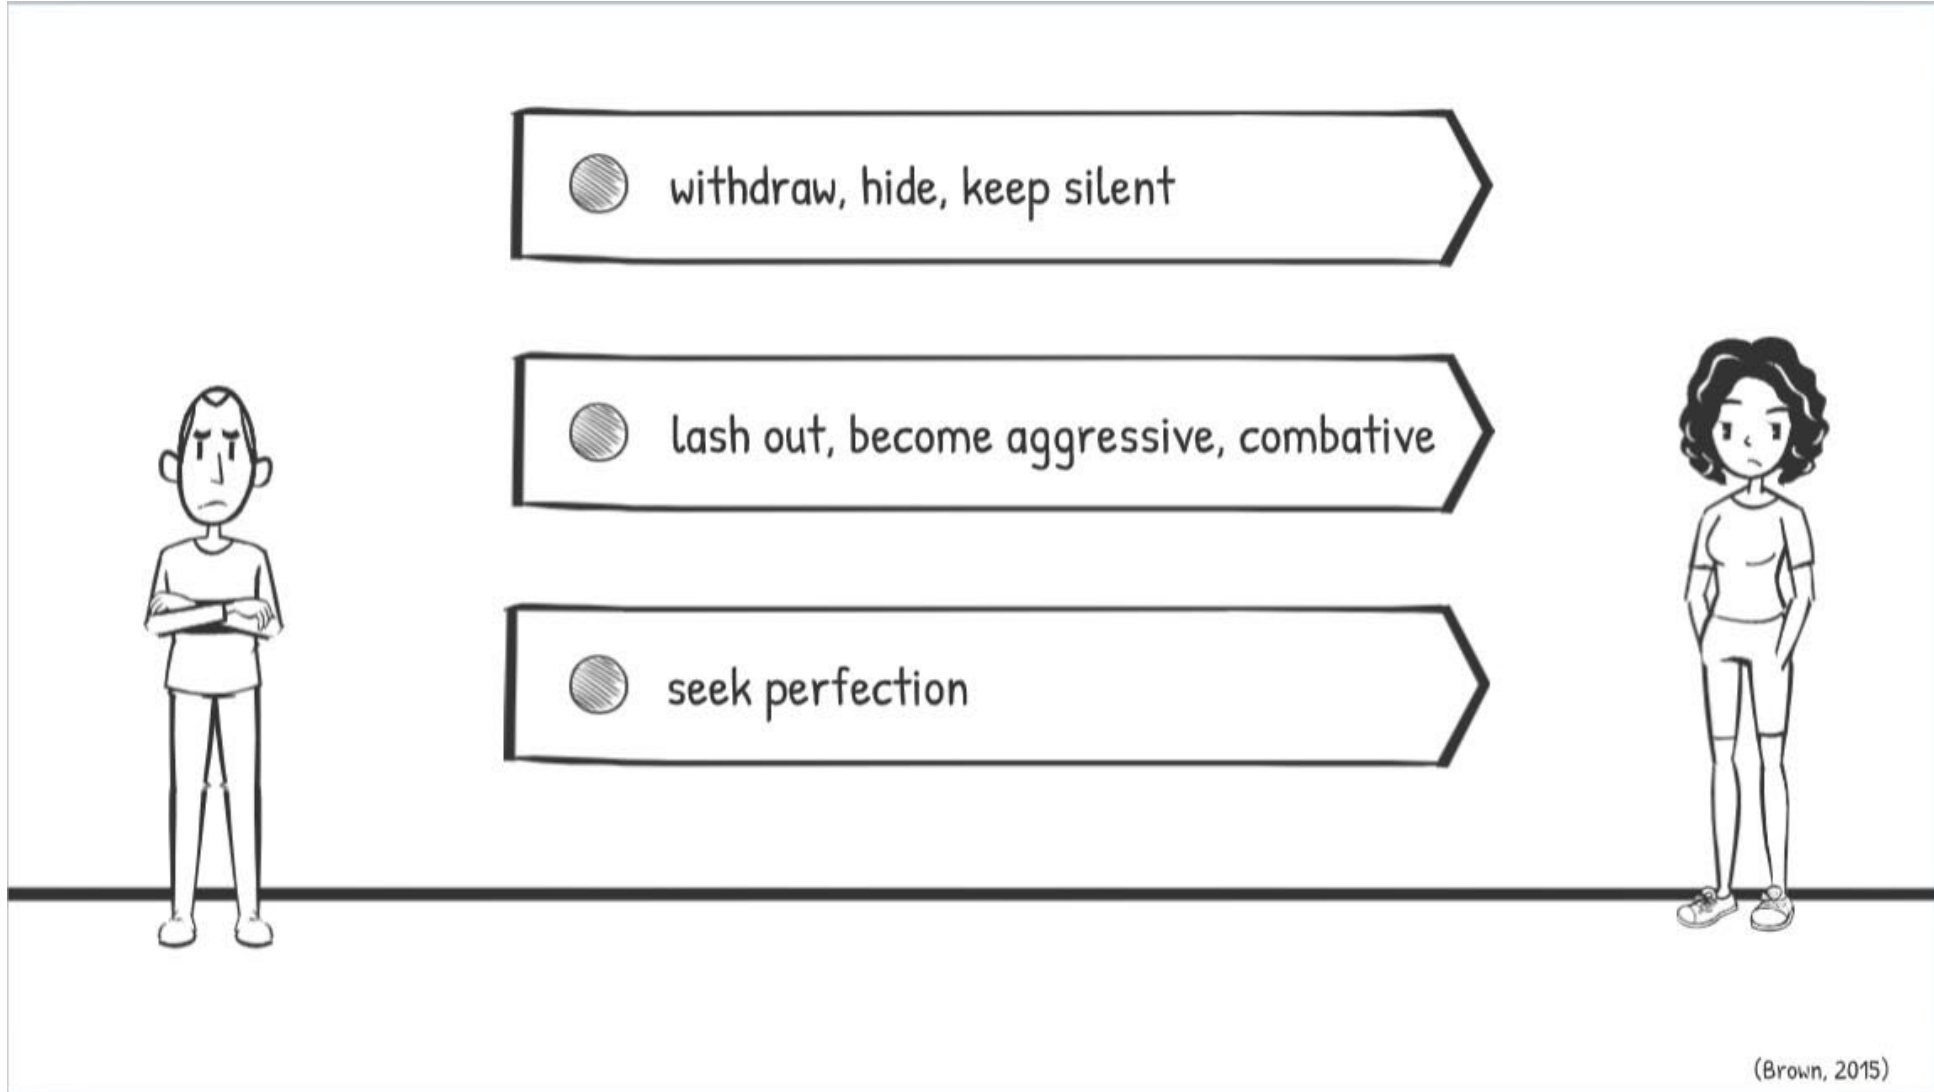 withdraw, hide, keep silent
lash out, become aggressive, combative
seek perfection
(Brown, 2015)